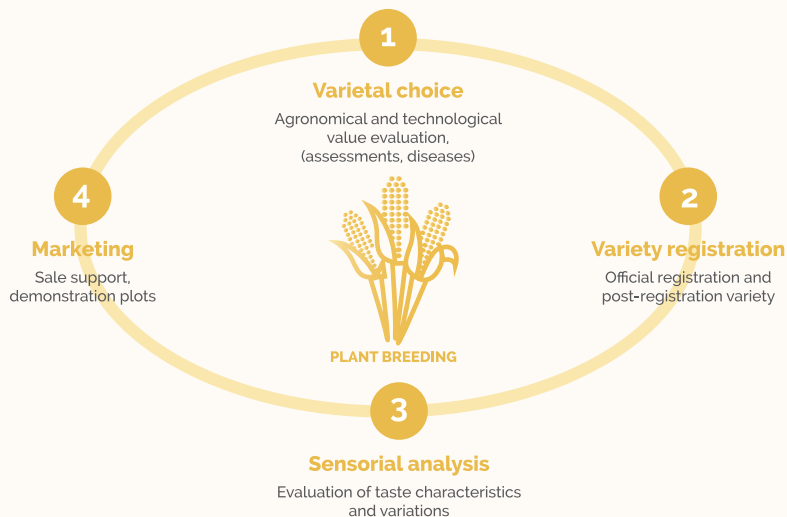 1
Varietal choice
Agronomical and technological
value evaluation,
(assessments, diseases)
2
Variety registration
Official registration and
post-registration variety
3
Sensorial analysis
Evaluation of taste characteristics
and variations
4
Marketing
Sale support,
demonstration plots
PLANT BREEDING